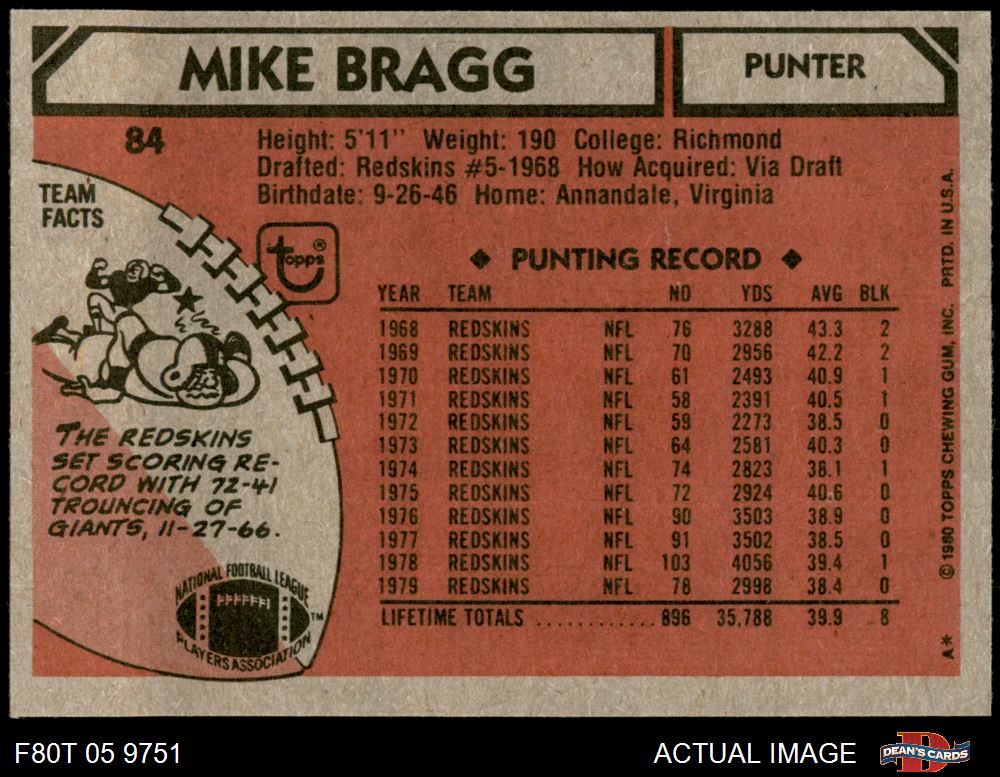 MIKE BRAGG
PUNTER
84
Height: 5'11" Weight: 190 College: Richmond
Drafted: Redskins #5-1968 How Acquired: Via Draft
Birthdate: 9-26-46 Home: Annandale, Virginia
TEAM
FACTS
topps®
THE REDSKINS
SET SCORING RE-
CORD WITH 72-41
TROUNCING OF
GIANTS, 11-27-66.
NATIONAL FOOTBALL LEAGUE
PLAYERS ASSOCIATION
TM
◆ PUNTING RECORD ◆
YEAR TEAM NO YDS AVG BLK
1968 REDSKINS NFL 76 3288 43.3 2
1969 REDSKINS NFL 70 2956 42.2 2
1970 REDSKINS NFL 61 2493 40.9 1
1971 REDSKINS NFL 58 2391 40.5 1
1972 REDSKINS NFL 59 2273 38.5 0
1973 REDSKINS NFL 64 2581 40.3 0
1974 REDSKINS NFL 74 2823 38.1 1
1975 REDSKINS NFL 72 2924 40.6 0
1976 REDSKINS NFL 90 3503 38.9 0
1977 REDSKINS NFL 91 3502 38.5 0
1978 REDSKINS NFL 103 4056 39.4 1
1979 REDSKINS NFL 78 2998 38.4 0
LIFETIME TOTALS ............ 896 35,788 39.9 8
© 1980 TOPPS CHEWING GUM, INC. PRTD. IN U.S.A.
A*
F80T 05 9751
ACTUAL IMAGE
DEAN'S CARDS